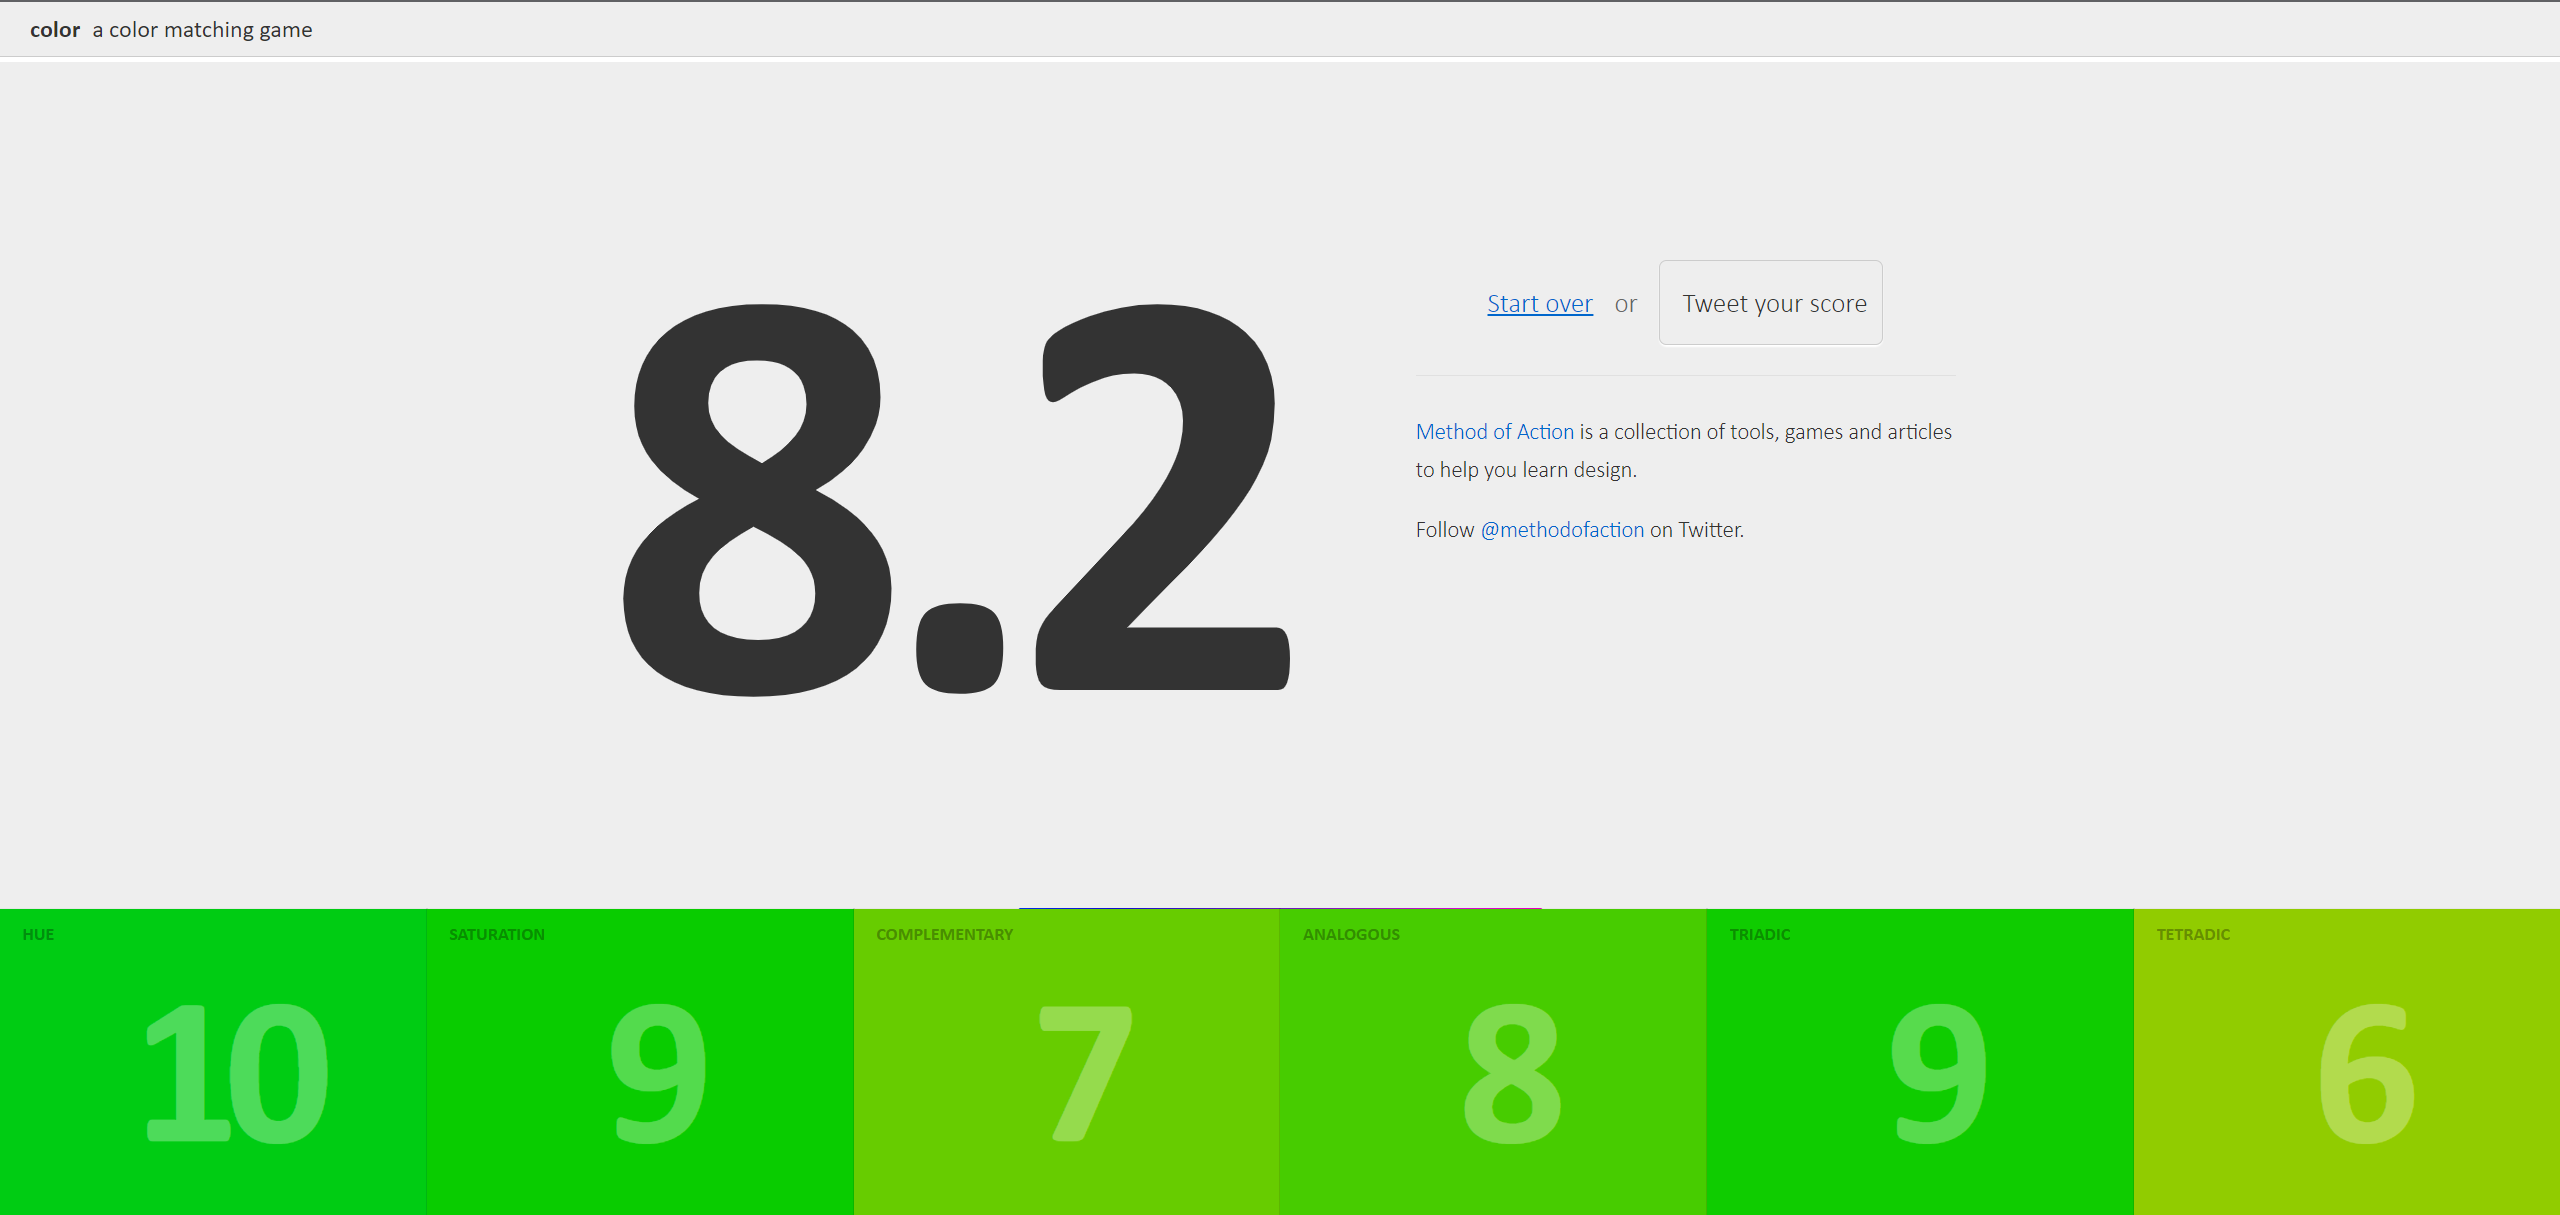 color a color matching game
8.2
Start over or Tweet your score
Method of Action is a collection of tools, games and articles
to help you learn design.
Follow @methodofaction on Twitter.
HUE
10
SATURATION
9
COMPLEMENTARY
7
ANALOGOUS
8
TRIADIC
9
TETRADIC
6